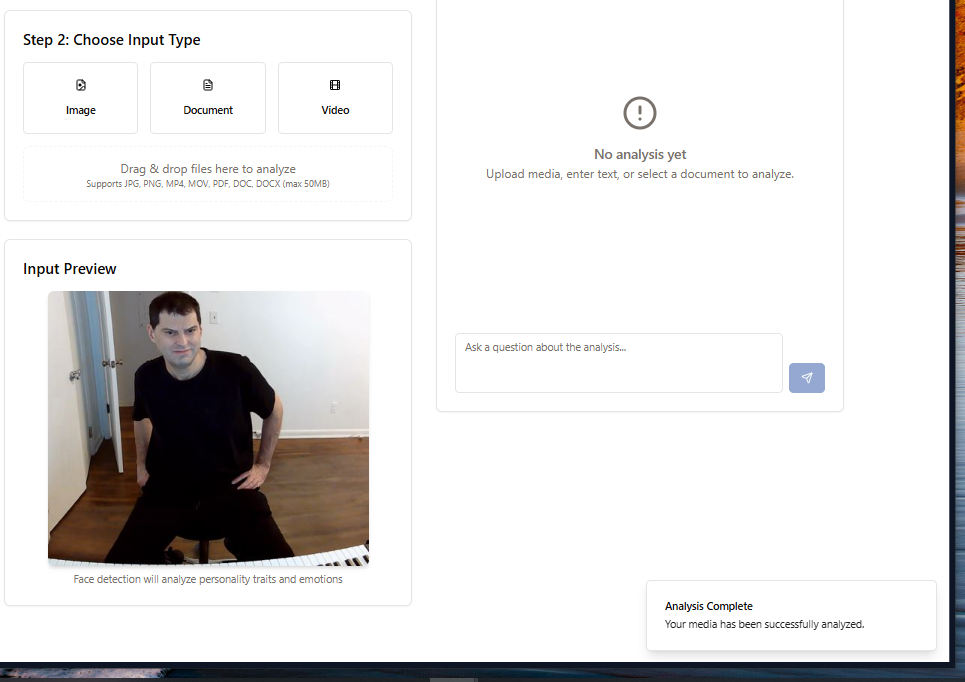 Step 2: Choose Input Type
Image
Document
Video
Drag & drop files here to analyze
Supports JPG, PNG, MP4, MOV, PDF, DOC, DOCX (max 50MB)
Input Preview
Face detection will analyze personality traits and emotions
No analysis yet
Upload media, enter text, or select a document to analyze.
Ask a question about the analysis...
Analysis Complete
Your media has been successfully analyzed.